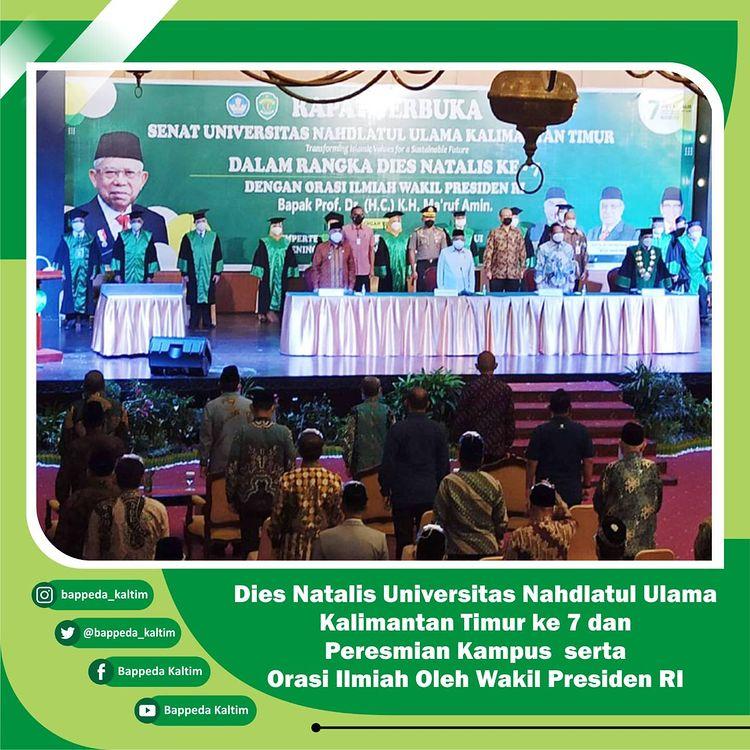 RAPAT TERBUKA
SENAT UNIVERSITAS NAHDLATUL ULAMA KALIMANTAN TIMUR
Transforming Islamic Values for a Sustainable Future
DALAM RANGKA DIES NATALIS KE 7
DENGAN ORASI ILMIAH WAKIL PRESIDEN RI
Bapak Prof. Dr. (H.C.) K.H. Ma'ruf Amin.
7
bappeda_kaltim
@bappeda_kaltim
Bappeda Kaltim
Bappeda Kaltim
Dies Natalis Universitas Nahdlatul Ulama
Kalimantan Timur ke 7 dan
Peresmian Kampus serta
Orasi Ilmiah Oleh Wakil Presiden RI